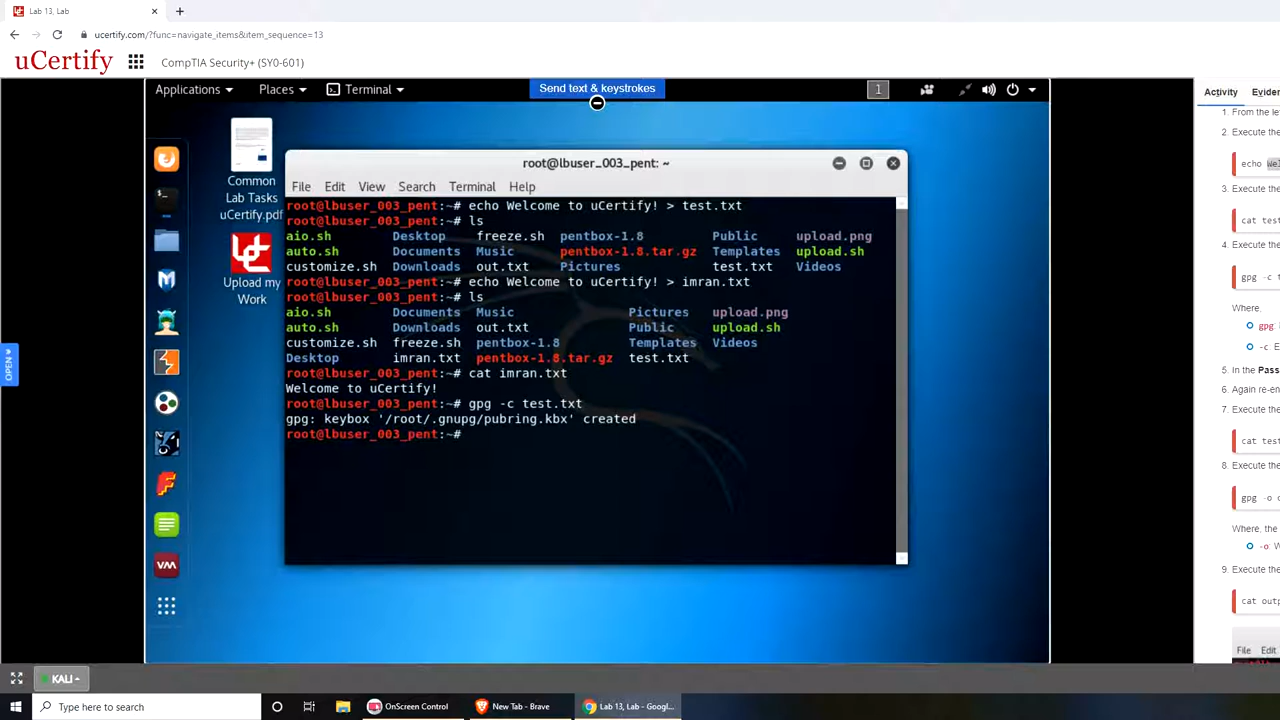 Lab 13, Lab
ucertify.com/?func=navigate_items&item_sequence=13
uCertify
CompTIA Security+ (SY0-601)
Applications Places Terminal
Send text & keystrokes
1
Activity
1. From the
2. Execute the
echo
3. Execute the
cat
4. Execute the
gpg -c
Where,
gpg
-c
5. In the
6. Again
7. Execute the
cat
8. Execute the
gpg -o
Where, the
-o
9. Execute the
cat
File Edit
Common
Lab Tasks
uCertify.pdf
Upload my
Work
OPEN
root@lbuser_003_pent: ~
File Edit View Search Terminal Help
root@lbuser_003_pent:~# echo Welcome to uCertify! > test.txt
root@lbuser_003_pent:~# ls
aio.sh Desktop freeze.sh pentbox-1.8 Public upload.png
auto.sh Documents Music pentbox-1.8.tar.gz Templates upload.sh
customize.sh Downloads out.txt Pictures test.txt Videos
root@lbuser_003_pent:~# echo Welcome to uCertify! > imran.txt
root@lbuser_003_pent:~# ls
aio.sh Documents Music Pictures upload.png
auto.sh Downloads out.txt Public upload.sh
customize.sh freeze.sh pentbox-1.8 Templates Videos
Desktop imran.txt pentbox-1.8.tar.gz test.txt
root@lbuser_003_pent:~# cat imran.txt
Welcome to uCertify!
root@lbuser_003_pent:~# gpg -c test.txt
gpg: keybox '/root/.gnupg/pubring.kbx' created
root@lbuser_003_pent:~#
KALI
Type here to search
OnScreen Control
New Tab - Brave
Lab 13, Lab - Googl...